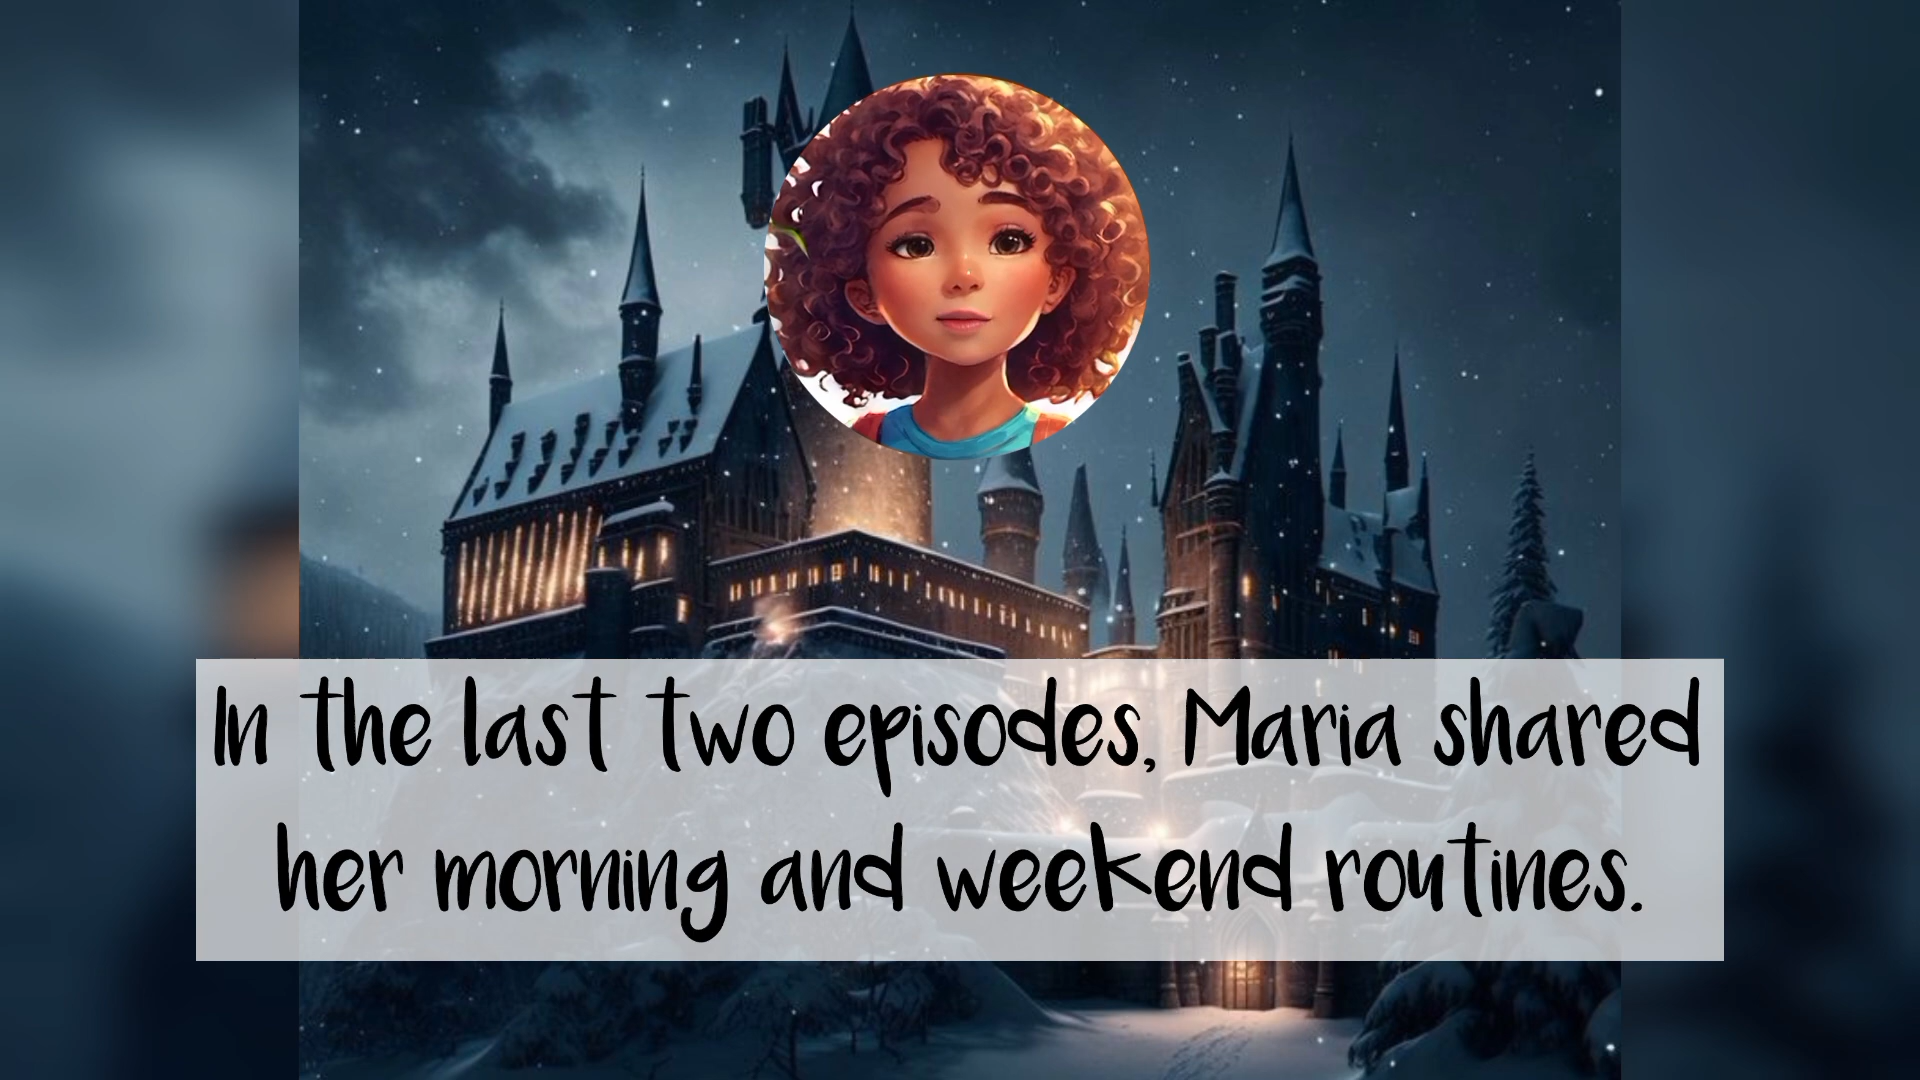 In the last two episodes, Maria shared
her morning and weekend routines.